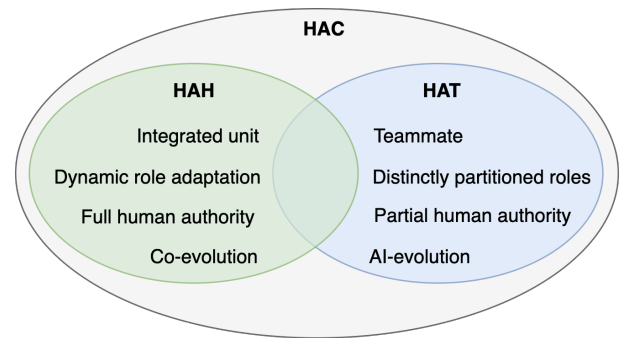 HAC
HAH
Integrated unit
Dynamic role adaptation
Full human authority
Co-evolution
HAT
Teammate
Distinctly partitioned roles
Partial human authority
AI-evolution